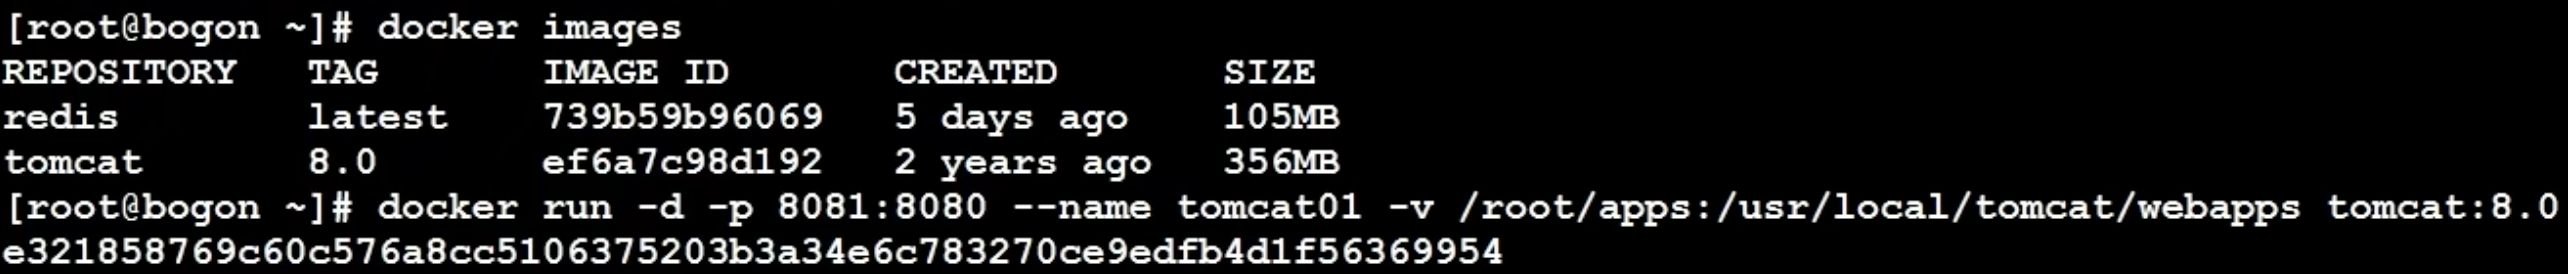 [root@bogon ~]# docker images
REPOSITORY TAG IMAGE ID CREATED SIZE
redis latest 739b59b96069 5 days ago 105MB
tomcat 8.0 ef6a7c98d192 2 years ago 356MB
[root@bogon ~]# docker run -d -p 8081:8080 --name tomcat01 -v /root/apps:/usr/local/tomcat/webapps tomcat:8.0
e321858769c60c576a8cc5106375203b3a34e6c783270ce9edfb4d1f56369954